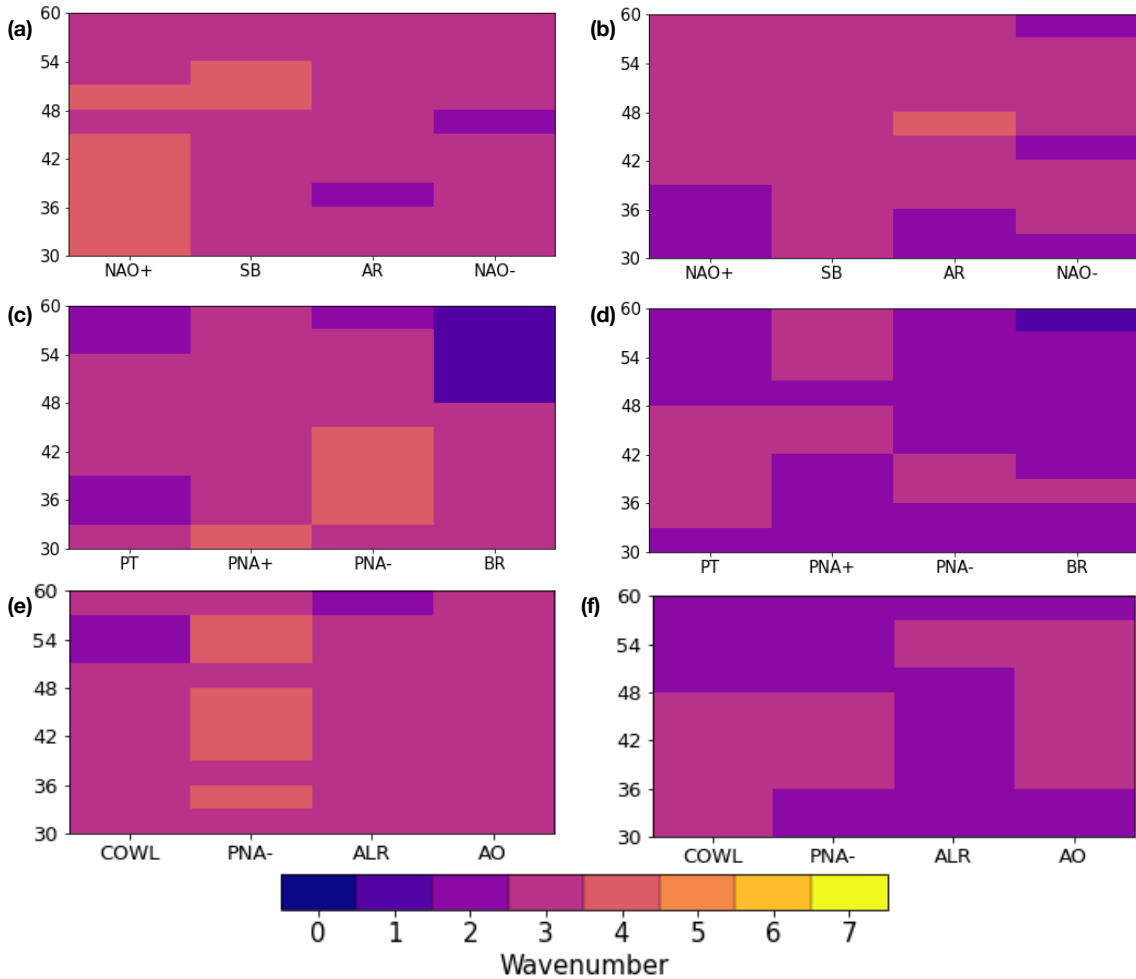 (a)
60
54
48
42
36
30
NAO+ SB AR NAO-
(b)
60
54
48
42
36
30
NAO+ SB AR NAO-
(c)
60
54
48
42
36
30
PT PNA+ PNA- BR
(d)
60
54
48
42
36
30
PT PNA+ PNA- BR
(e)
60
54
48
42
36
30
COWL PNA- ALR AO
(f)
60
54
48
42
36
30
COWL PNA- ALR AO
0 1 2 3 4 5 6 7
Wavenumber